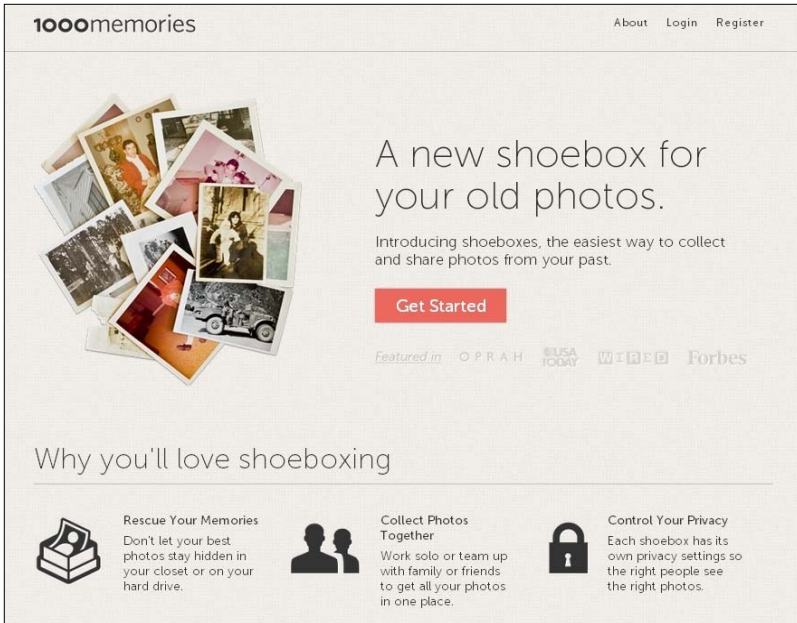 1000memories
About Login Register
A new shoebox for
your old photos.
Introducing shoeboxes, the easiest way to collect
and share photos from your past.
Get Started
Featured in OPRAH USA TODAY WIRED Forbes
Why you'll love shoeboxing
Rescue Your Memories
Don't let your best
photos stay hidden in
your closet or on your
hard drive.
Collect Photos
Together
Work solo or team up
with family or friends
to get all your photos
in one place.
Control Your Privacy
Each shoebox has its
own privacy settings so
the right people see
the right photos.